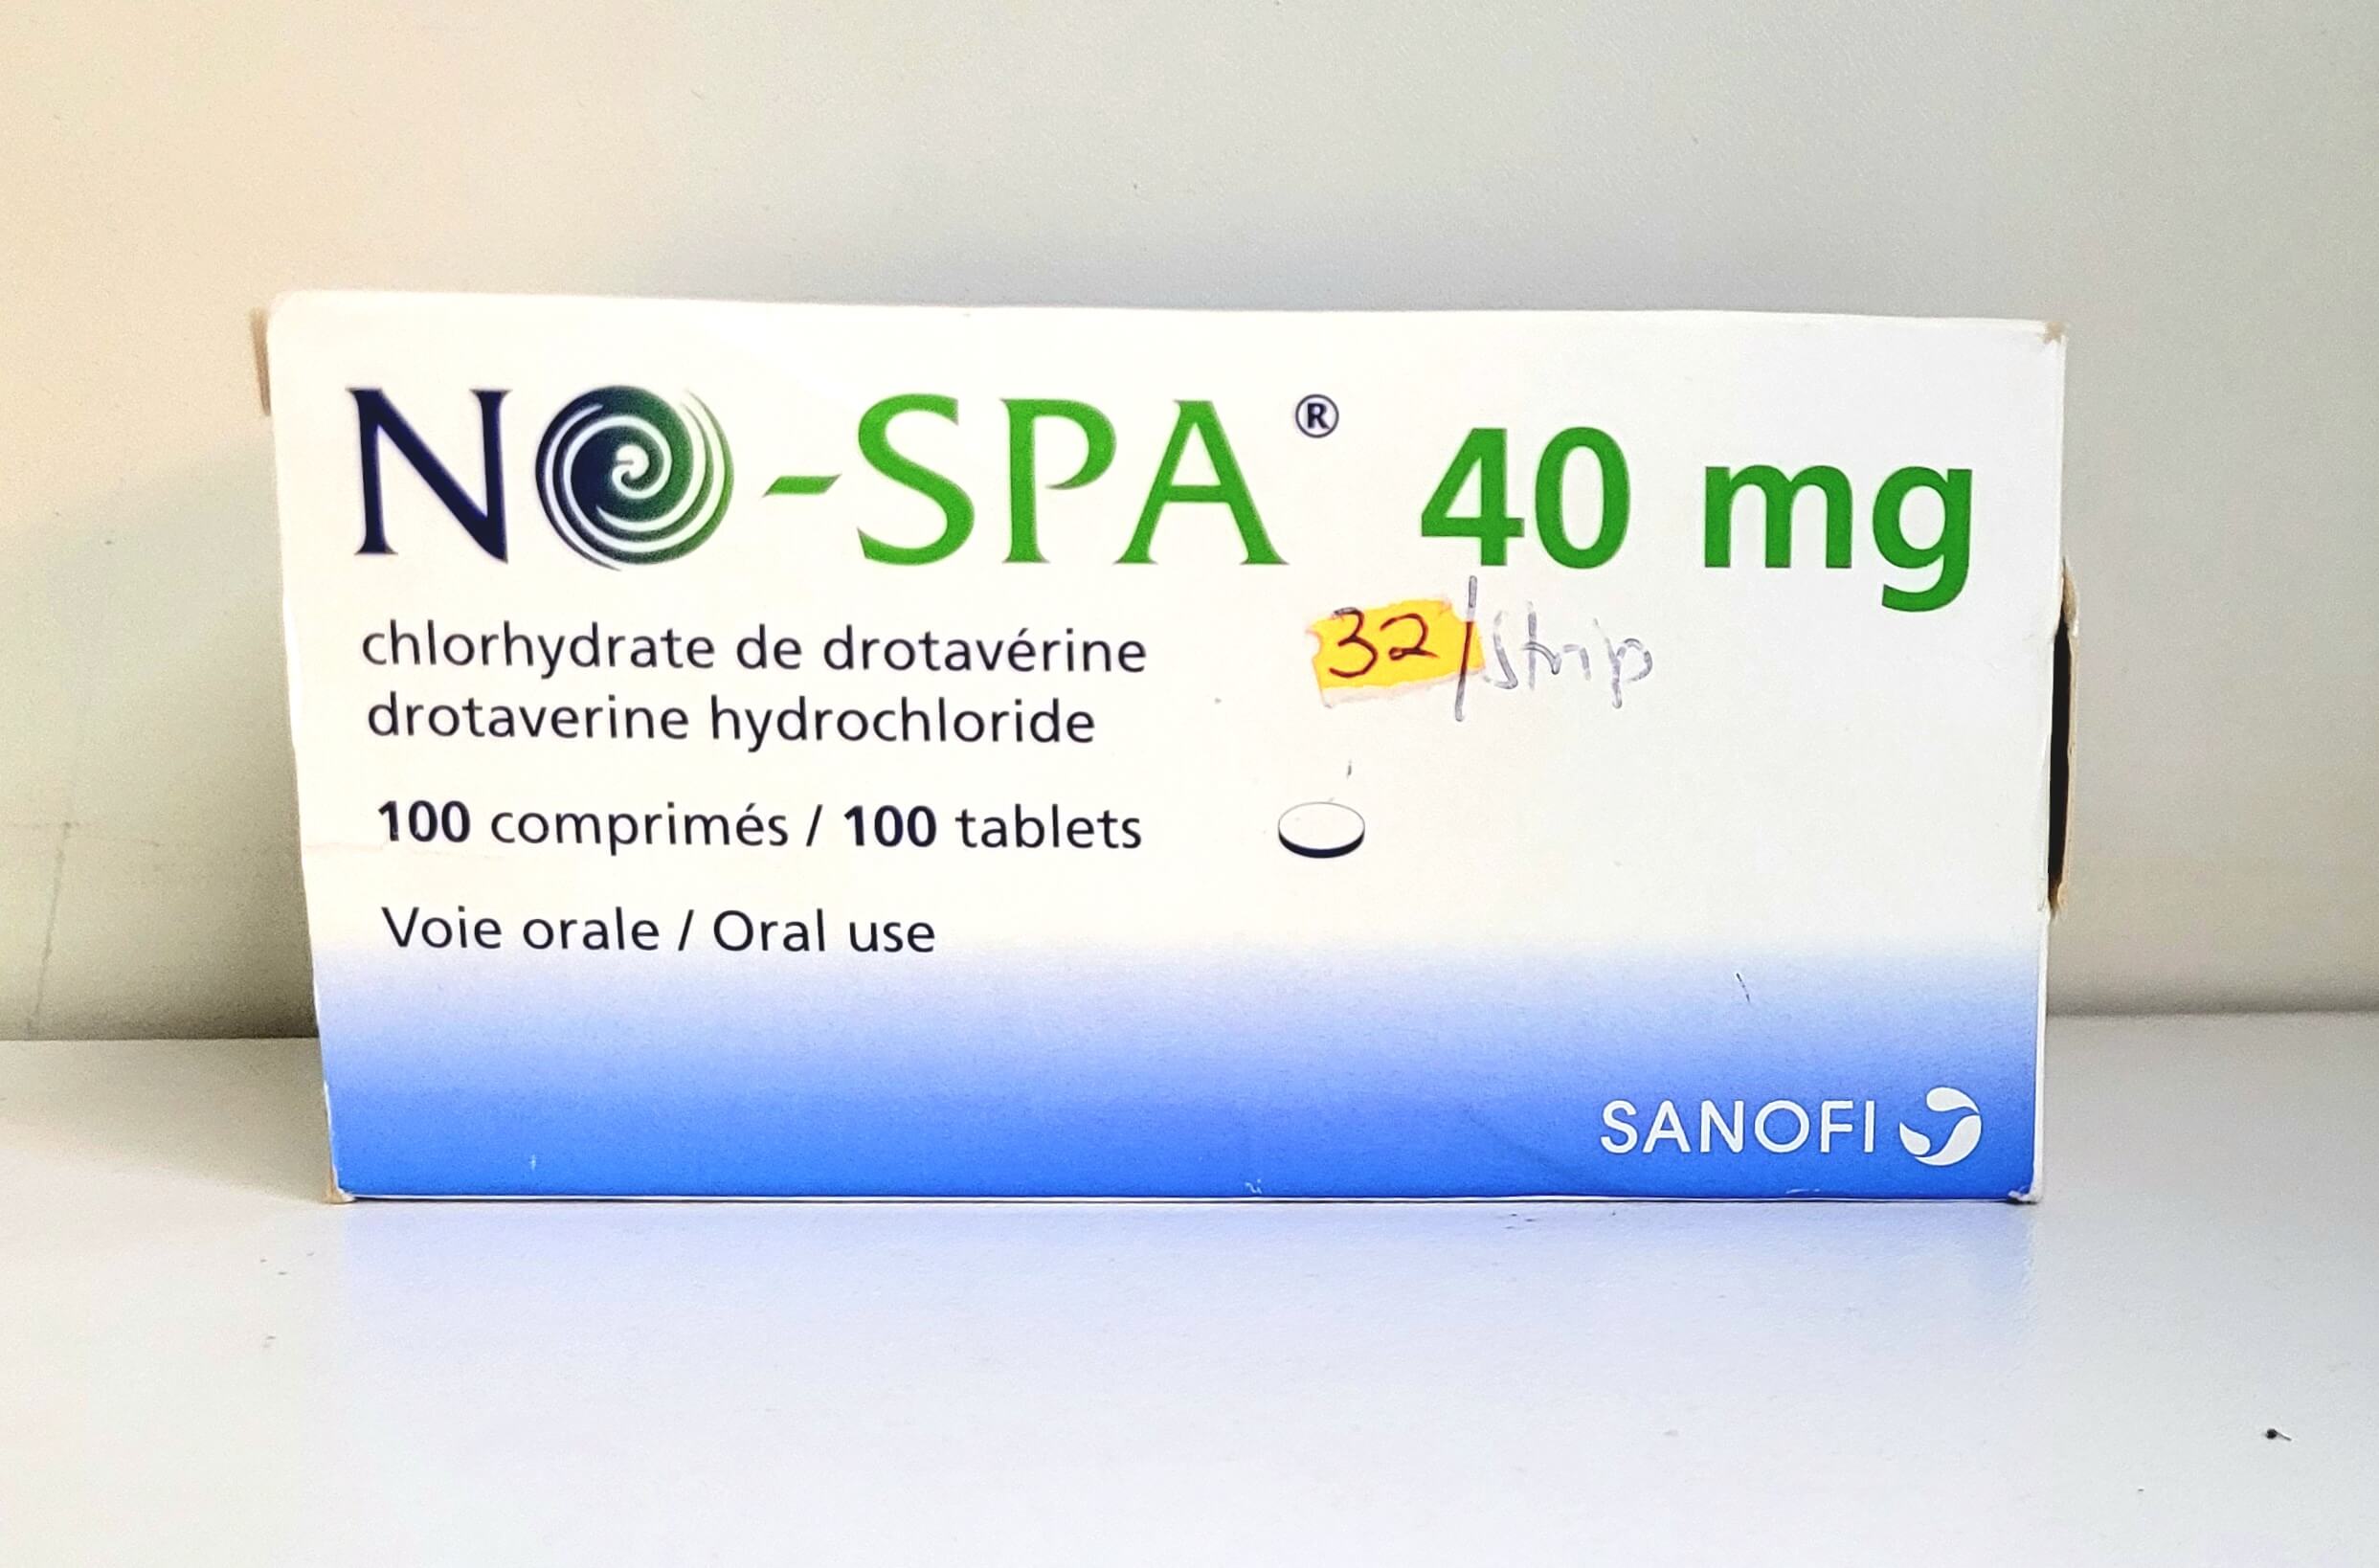 NO-SPA® 40 mg
32/strip
chlorhydrate de drotavérine
drotaverine hydrochloride
100 comprimés / 100 tablets
Voie orale / Oral use
SANOFI